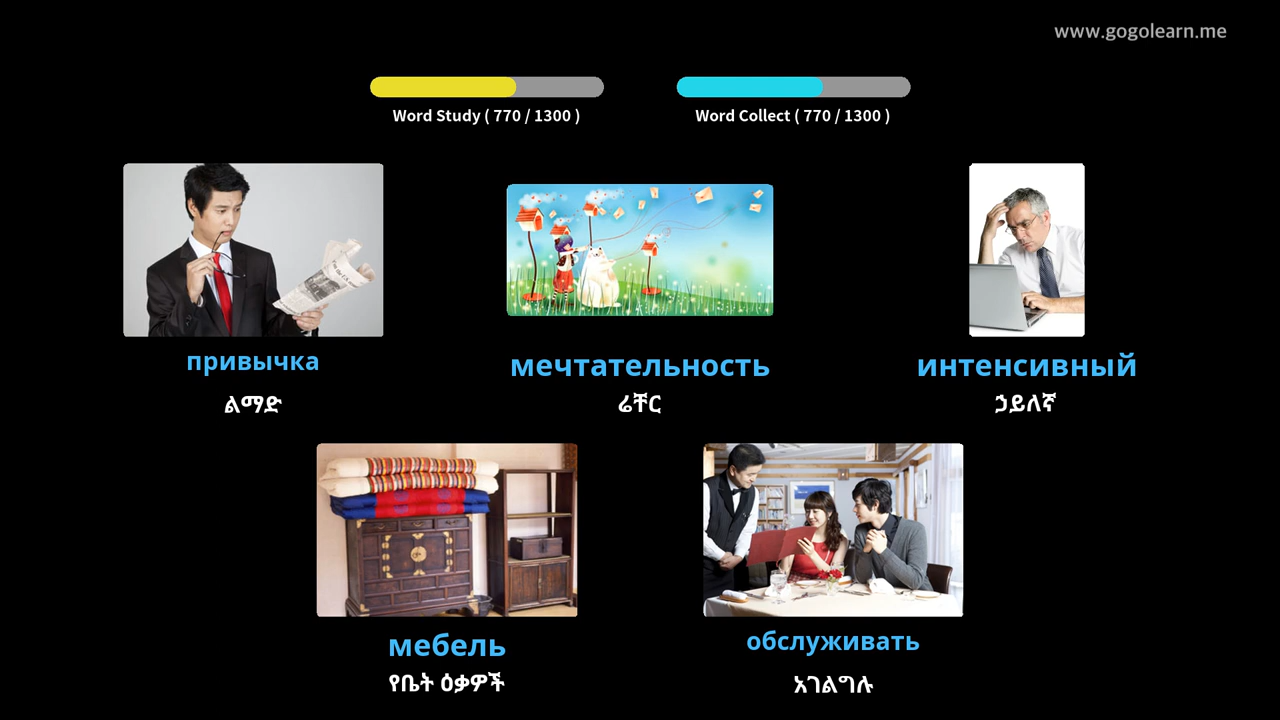 www.gogolearn.me
Word Study ( 770 / 1300 )
Word Collect ( 770 / 1300 )
привычка
ልማድ
мечтательность
ሬቸር
интенсивный
ኃይለኛ
мебель
የቤት ዕቃዎች
обслуживать
አገልግሉ